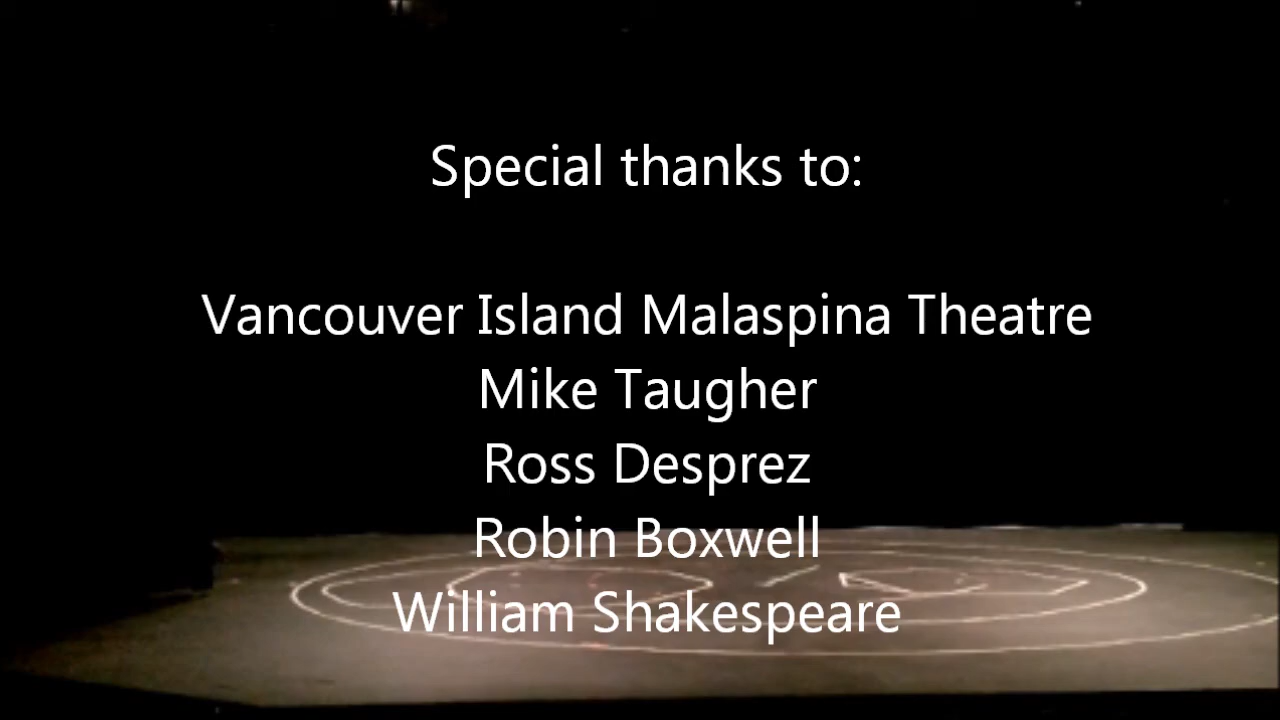 Special thanks to:
Vancouver Island Malaspina Theatre
Mike Taugher
Ross Desprez
Robin Boxwell
William Shakespeare